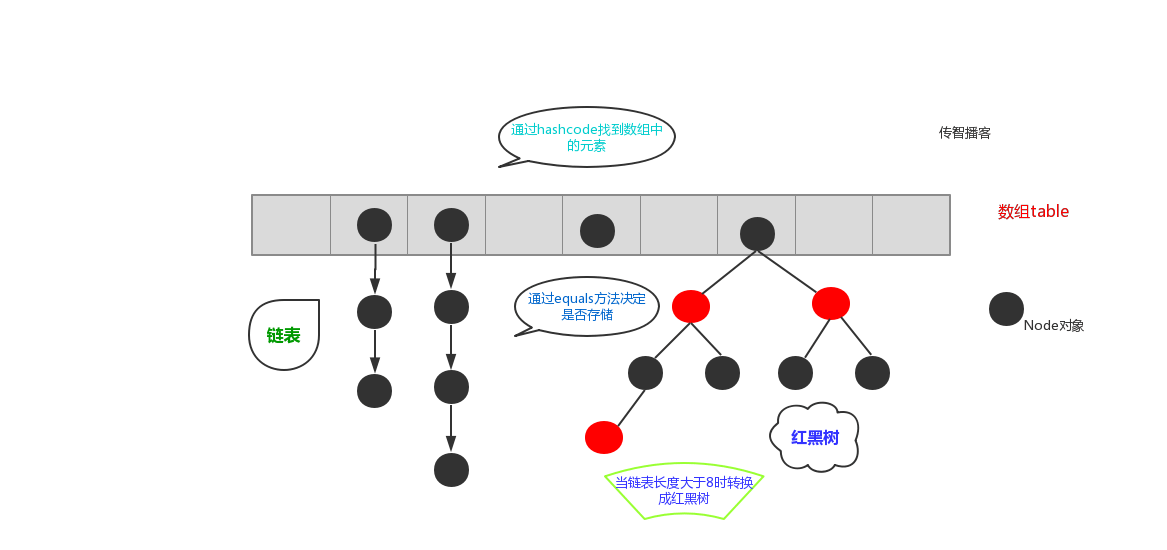 通过hashcode找到数组中
的元素
传智播客
数组table
通过equals方法决定
是否存储
链表
Node对象
红黑树
当链表长度大于8时转换
成红黑树